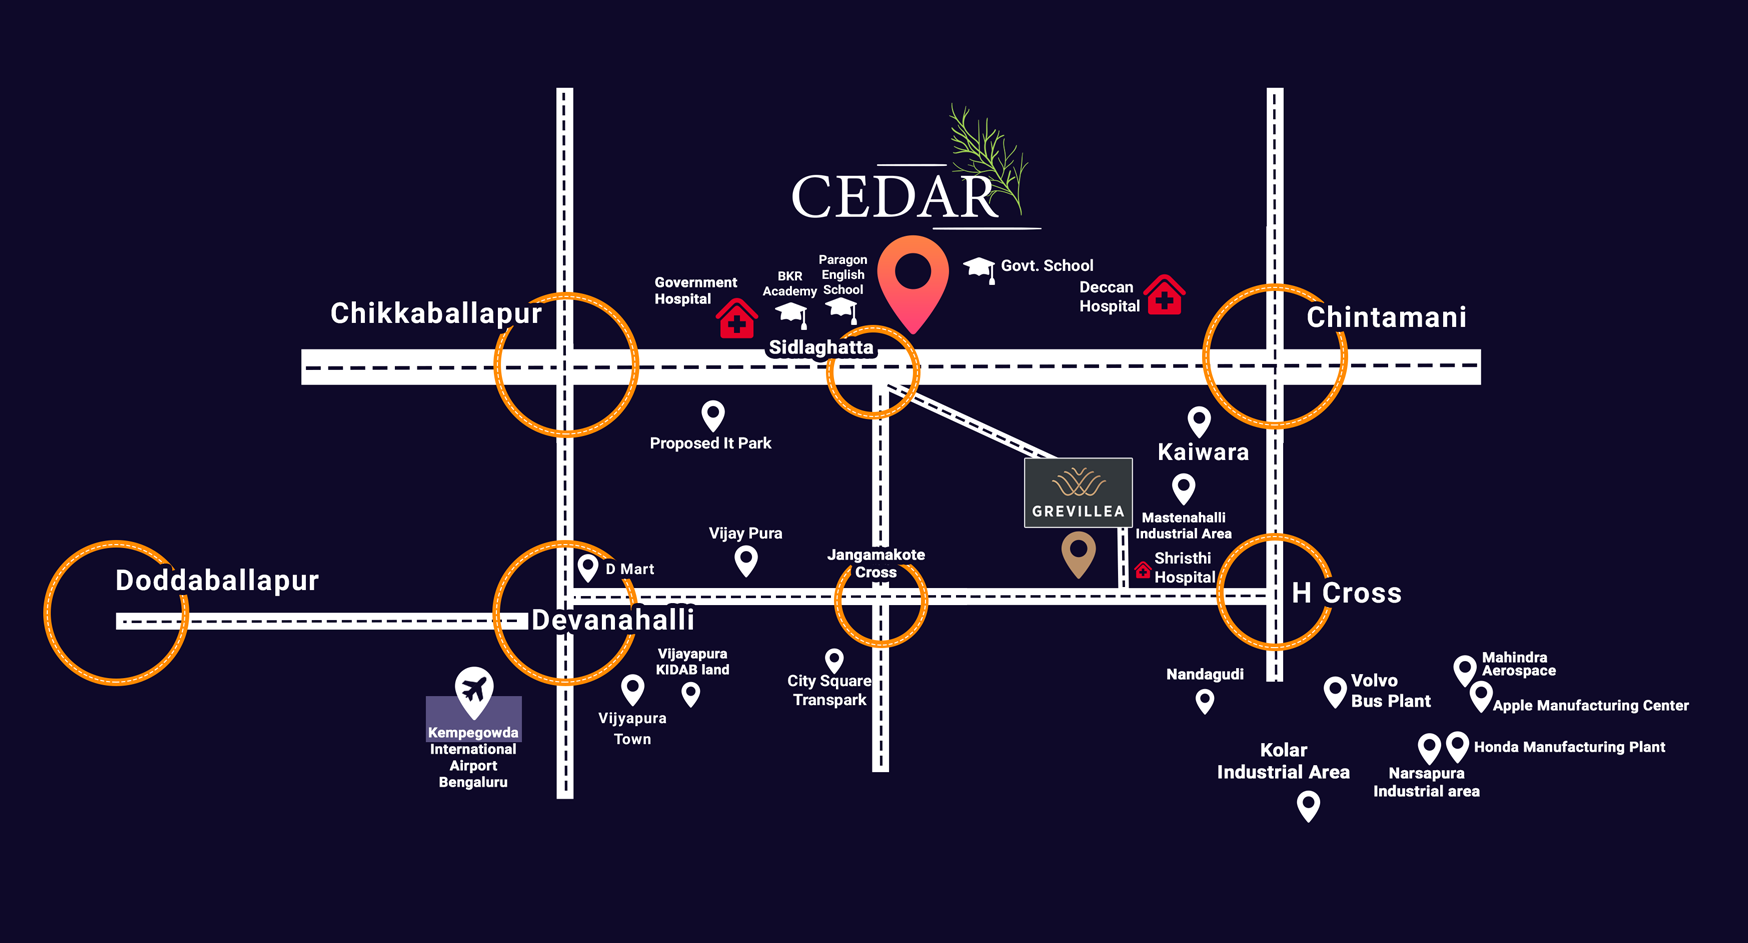 CEDAR
Paragon
English
School
BKR
Academy
Govt. School
Government
Hospital
Deccan
Hospital
Chikkaballapur
Chintamani
Sidlaghatta
Proposed It Park
Kaiwara
GREVILLEA
Mastenahalli
Industrial Area
Vijay Pura
Jangamakote
Cross
Shristhi
Hospital
D Mart
Doddaballapur
H Cross
Devanahalli
Vijayapura
KIDAB land
City Square
Transpark
Nandagudi
Mahindra
Aerospace
Volvo
Bus Plant
Apple Manufacturing Center
Vijyapura
Town
Kempegowda
International
Airport
Bengaluru
Kolar
Industrial Area
Honda Manufacturing Plant
Narsapura
Industrial area